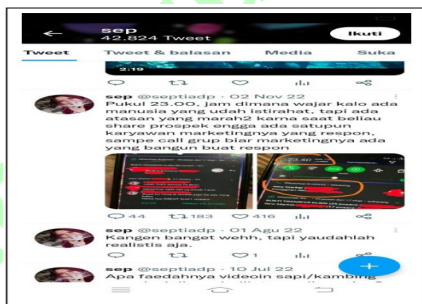 sep
42.824 Tweet
Ikuti
Tweet Tweet & balasan Media Suka
2:19
sep @septiadp · 02 Nov 22
Pukul 23.00, jam dimana wajar kalo ada
manusia yang udah istirahat, tapi ada
atasan yang marah2 karna saat beliau
share prospek engga ada satupun
karyawan marketingnya yang respon,
sampe call grup biar marketingnya ada
yang bangun buat respon
23.40
44 183 416
sep @septiadp · 01 Agu 22
Kangen banget wehh, tapi yaudahlah
realistis aja.
1
sep @septiadp · 10 Jul 22
Apa faedahnya videoin sapi/kambing